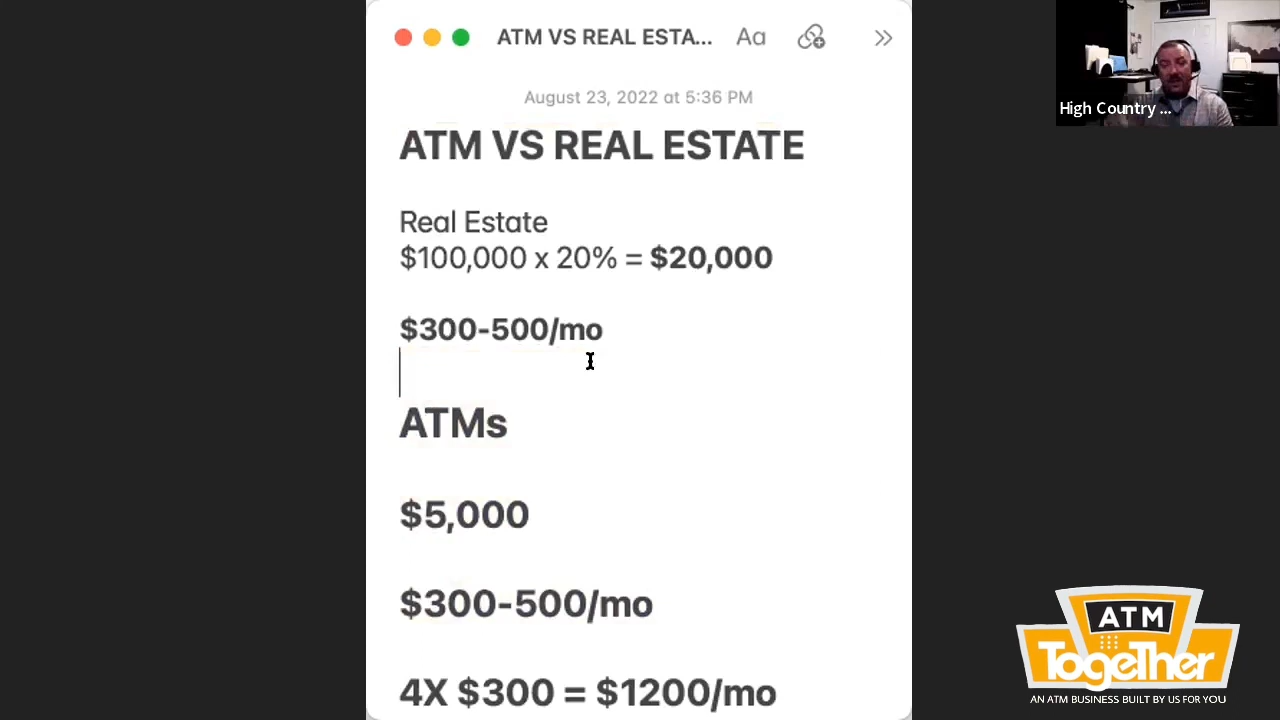 ATM VS REAL ESTA...
Aa
High Country ...
August 23, 2022 at 5:36 PM
ATM VS REAL ESTATE
Real Estate
$100,000 x 20% = $20,000
$300-500/mo
ATMs
$5,000
$300-500/mo
4X $300 = $1200/mo
ATM
Together
AN ATM BUSINESS BUILT BY US FOR YOU